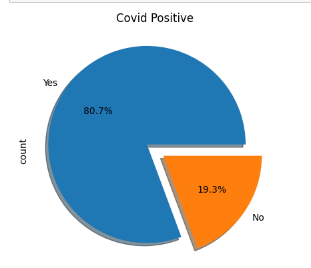 Covid Positive
Yes
80.7%
count
19.3%
No